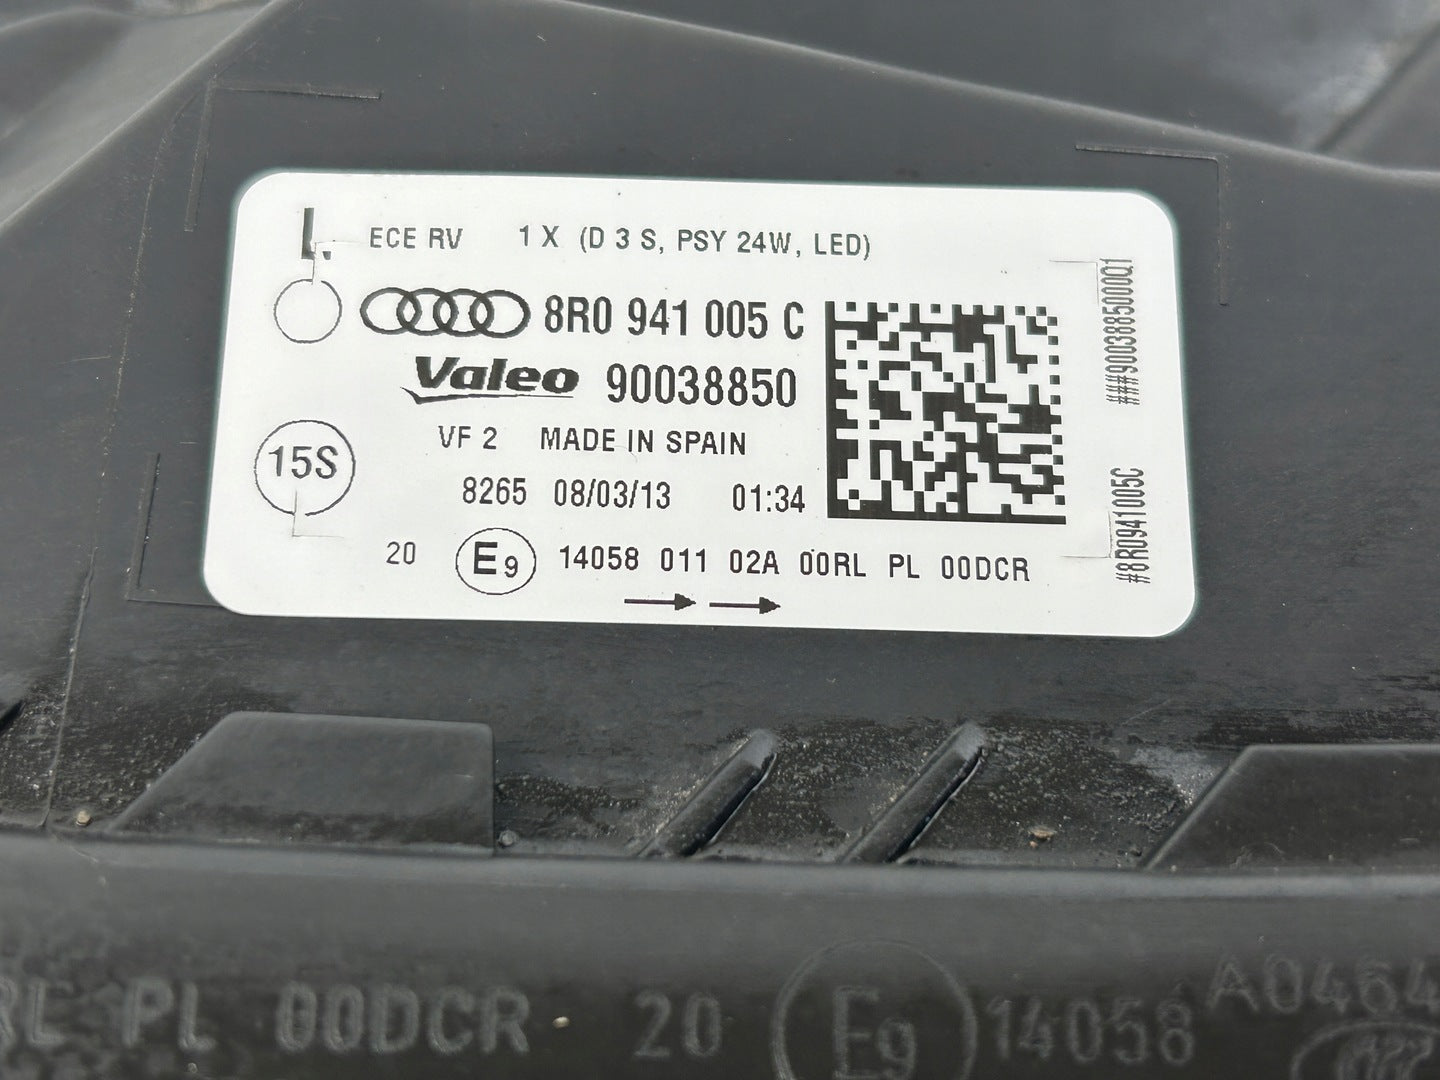 L.
ECE RV 1 X (D 3 S, PSY 24W, LED)
8R0 941 005 C
Valeo 90038850
VF 2 MADE IN SPAIN
15S
8265 08/03/13 01:34
20 E9 14058 011 02A 00RL PL 00DCR
###9003885000Q1
#8R0941005C
RL PL 00DCR 20 E9 14058
A0464